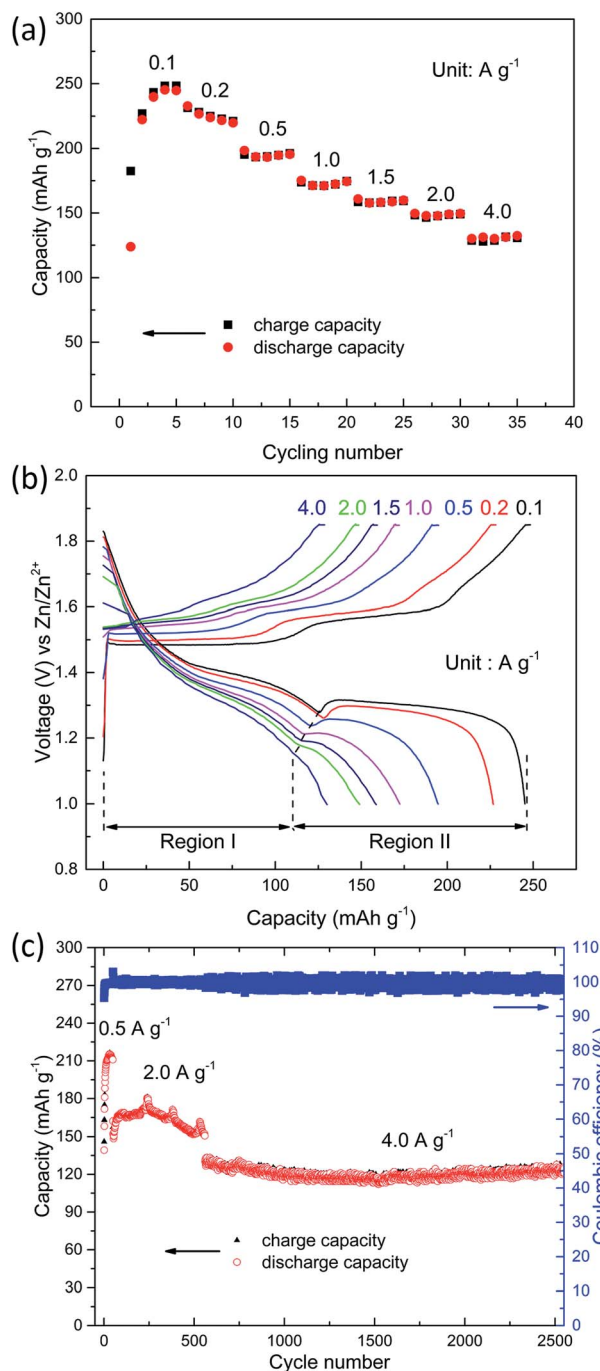 (a)
300
250
200
150
100
50
0
Capacity (mAh g⁻¹)
0.1
0.2
0.5
1.0
1.5
2.0
4.0
Unit: A g⁻¹
charge capacity
discharge capacity
0 5 10 15 20 25 30 35 40
Cycling number
(b)
2.0
1.8
1.6
1.4
1.2
1.0
0.8
Voltage (V) vs Zn/Zn²⁺
4.0 2.0 1.5 1.0 0.5 0.2 0.1
Unit : A g⁻¹
Region I
Region II
0 50 100 150 200 250
Capacity (mAh g⁻¹)
(c)
300
270
240
210
180
150
120
90
60
30
0
Capacity (mAh g⁻¹)
0.5 A g⁻¹
2.0 A g⁻¹
4.0 A g⁻¹
charge capacity
discharge capacity
110
100
90
80
70
60
50
40
30
20
10
0
Coulombic efficiency (%)
0 500 1000 1500 2000 2500
Cycle number